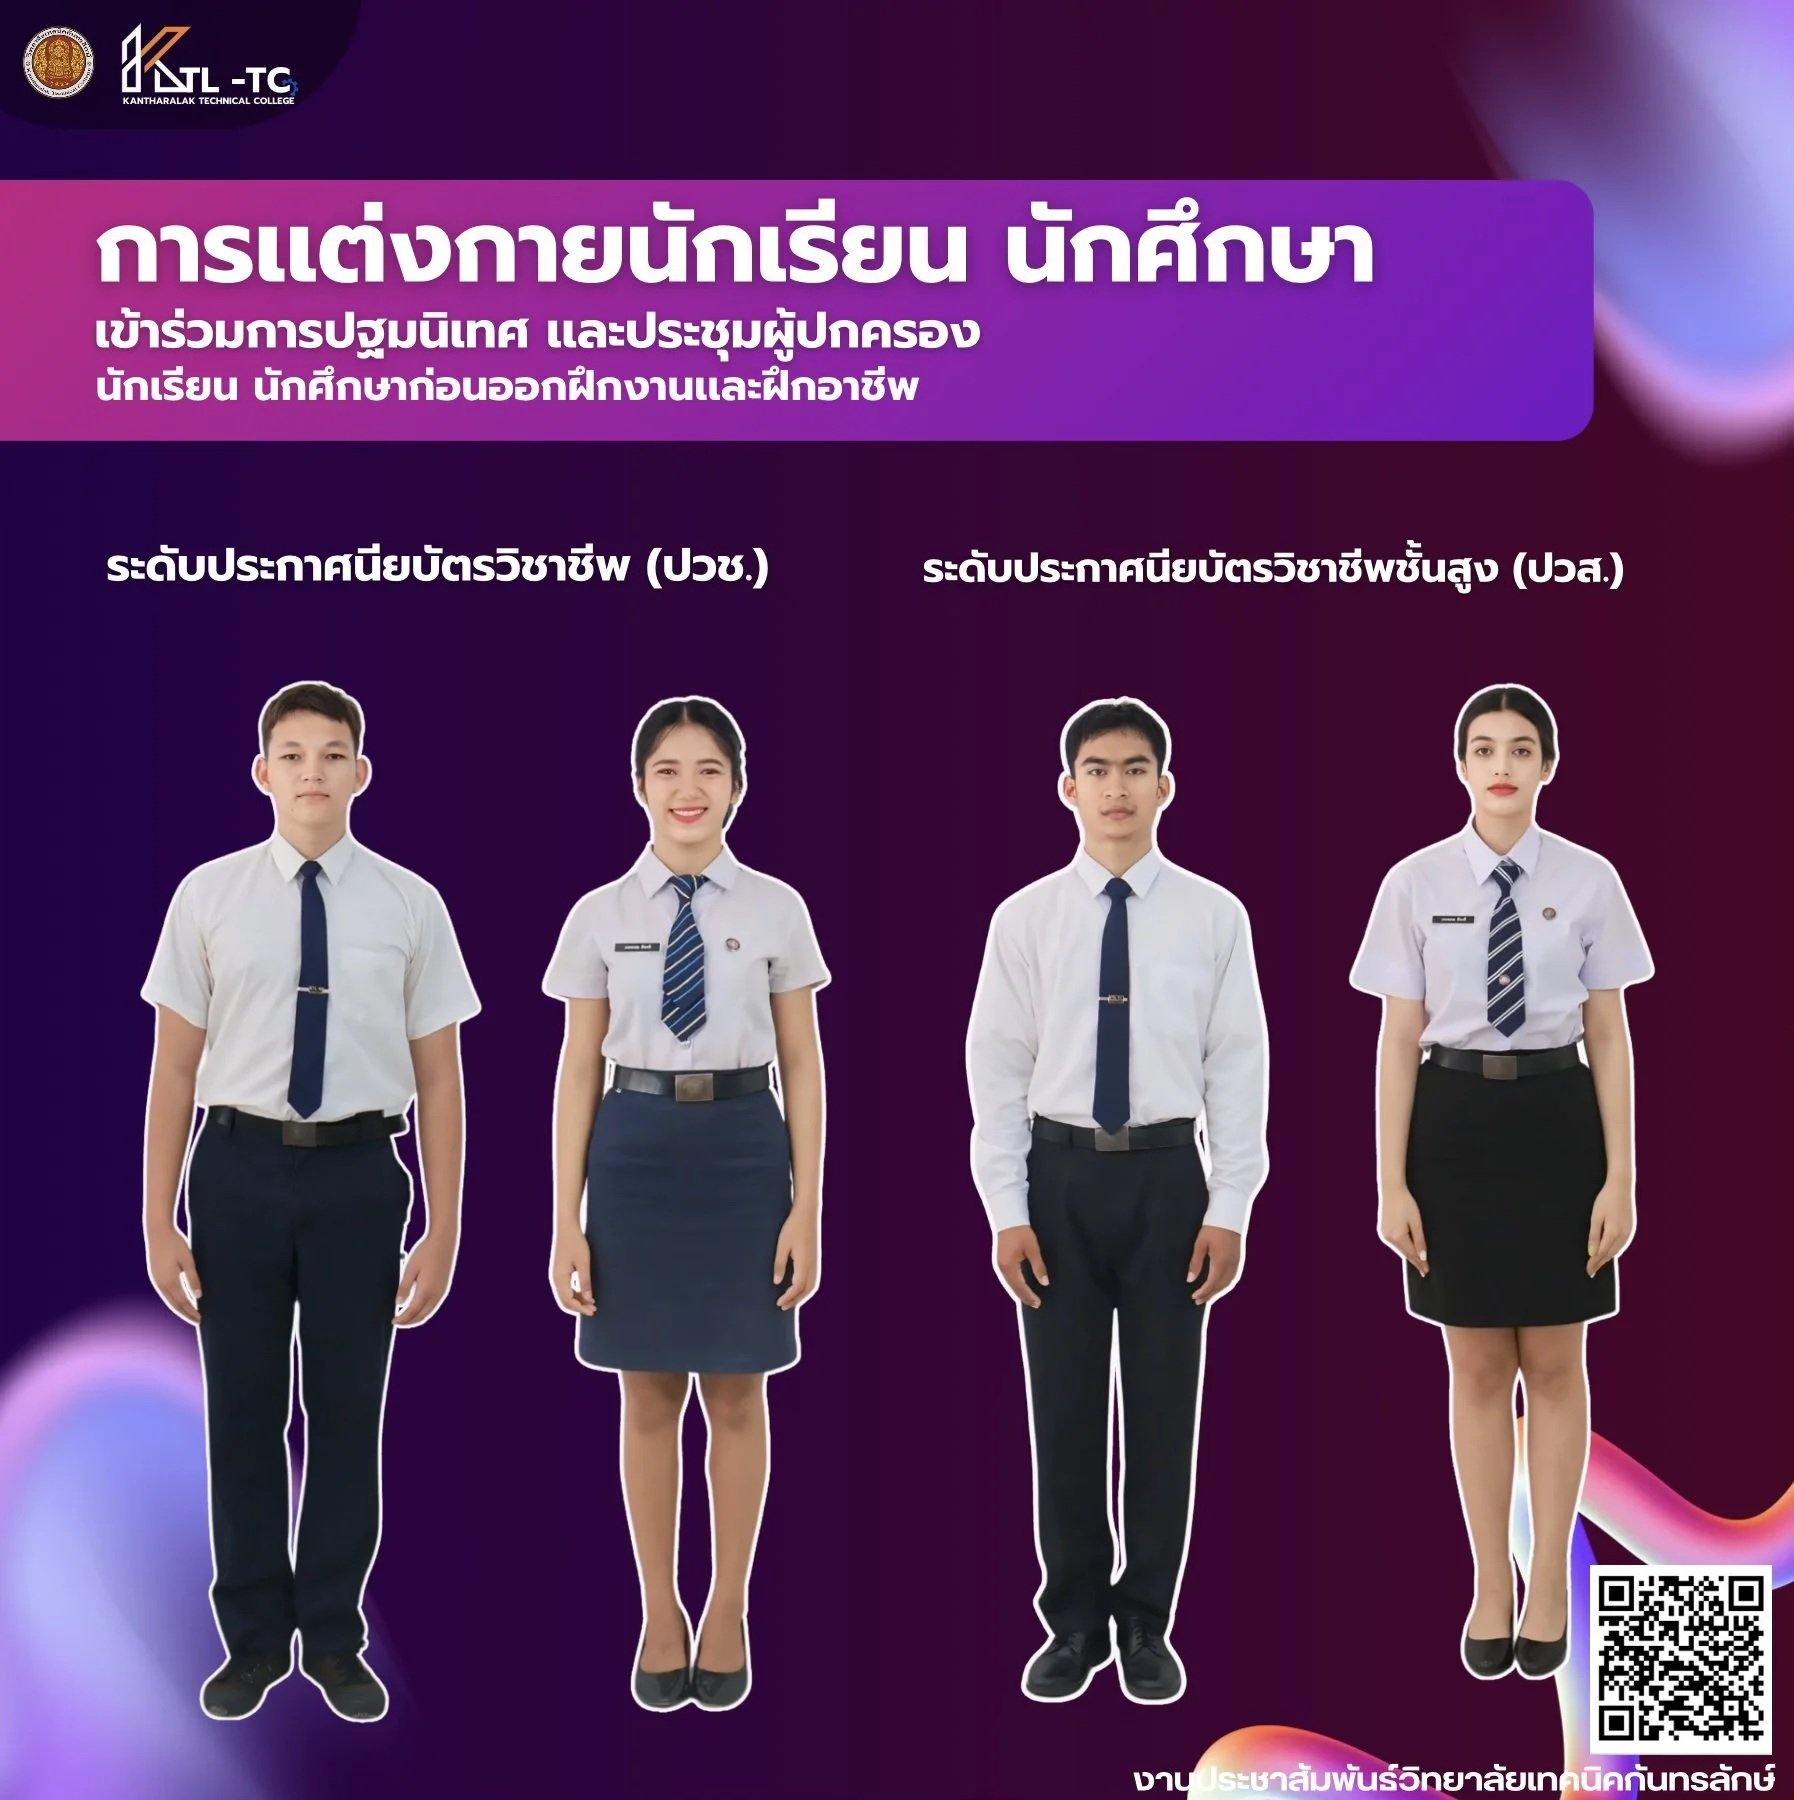 KTL -TC
KANTHARALAK TECHNICAL COLLEGE
การแต่งกายนักเรียน นักศึกษา
เข้าร่วมการปฐมนิเทศ และประชุมผู้ปกครอง
นักเรียน นักศึกษาก่อนออกฝึกงานและฝึกอาชีพ
ระดับประกาศนียบัตรวิชาชีพ (ปวช.)
ระดับประกาศนียบัตรวิชาชีพชั้นสูง (ปวส.)
งานประชาสัมพันธ์วิทยาลัยเทคนิคกันทรลักษ์